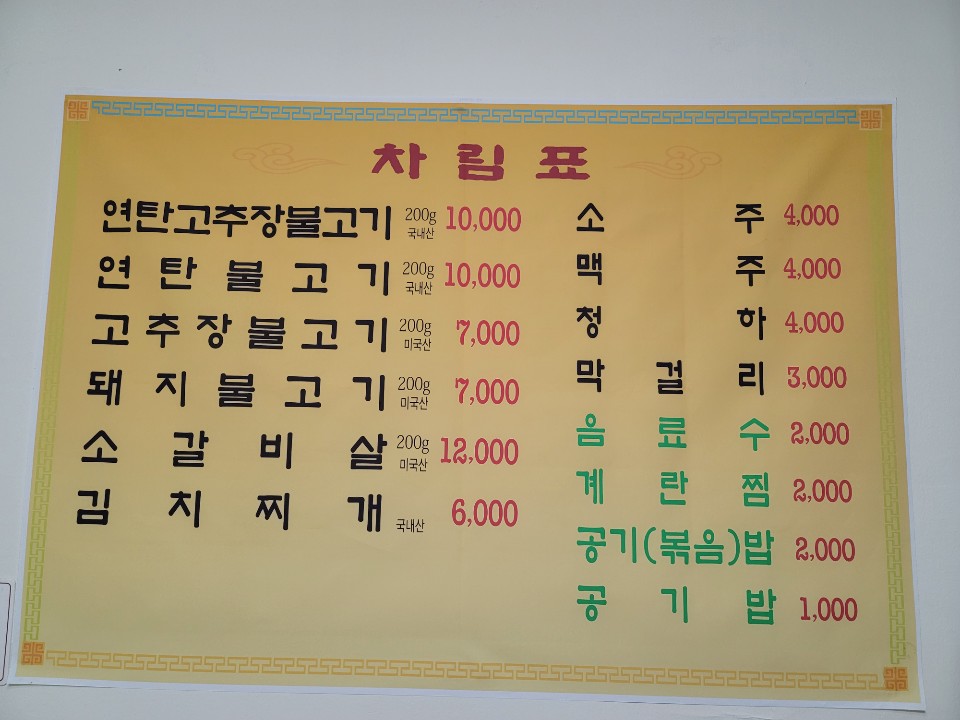 차림표
연탄고추장불고기 200g 국내산 10,000
연탄불고기 200g 국내산 10,000
고추장불고기 200g 미국산 7,000
돼지불고기 200g 미국산 7,000
소갈비살 200g 미국산 12,000
김치찌개 국내산 6,000
소주 4,000
맥주 4,000
청하 4,000
막걸리 3,000
음료수 2,000
계란찜 2,000
공기(볶음)밥 2,000
공기밥 1,000